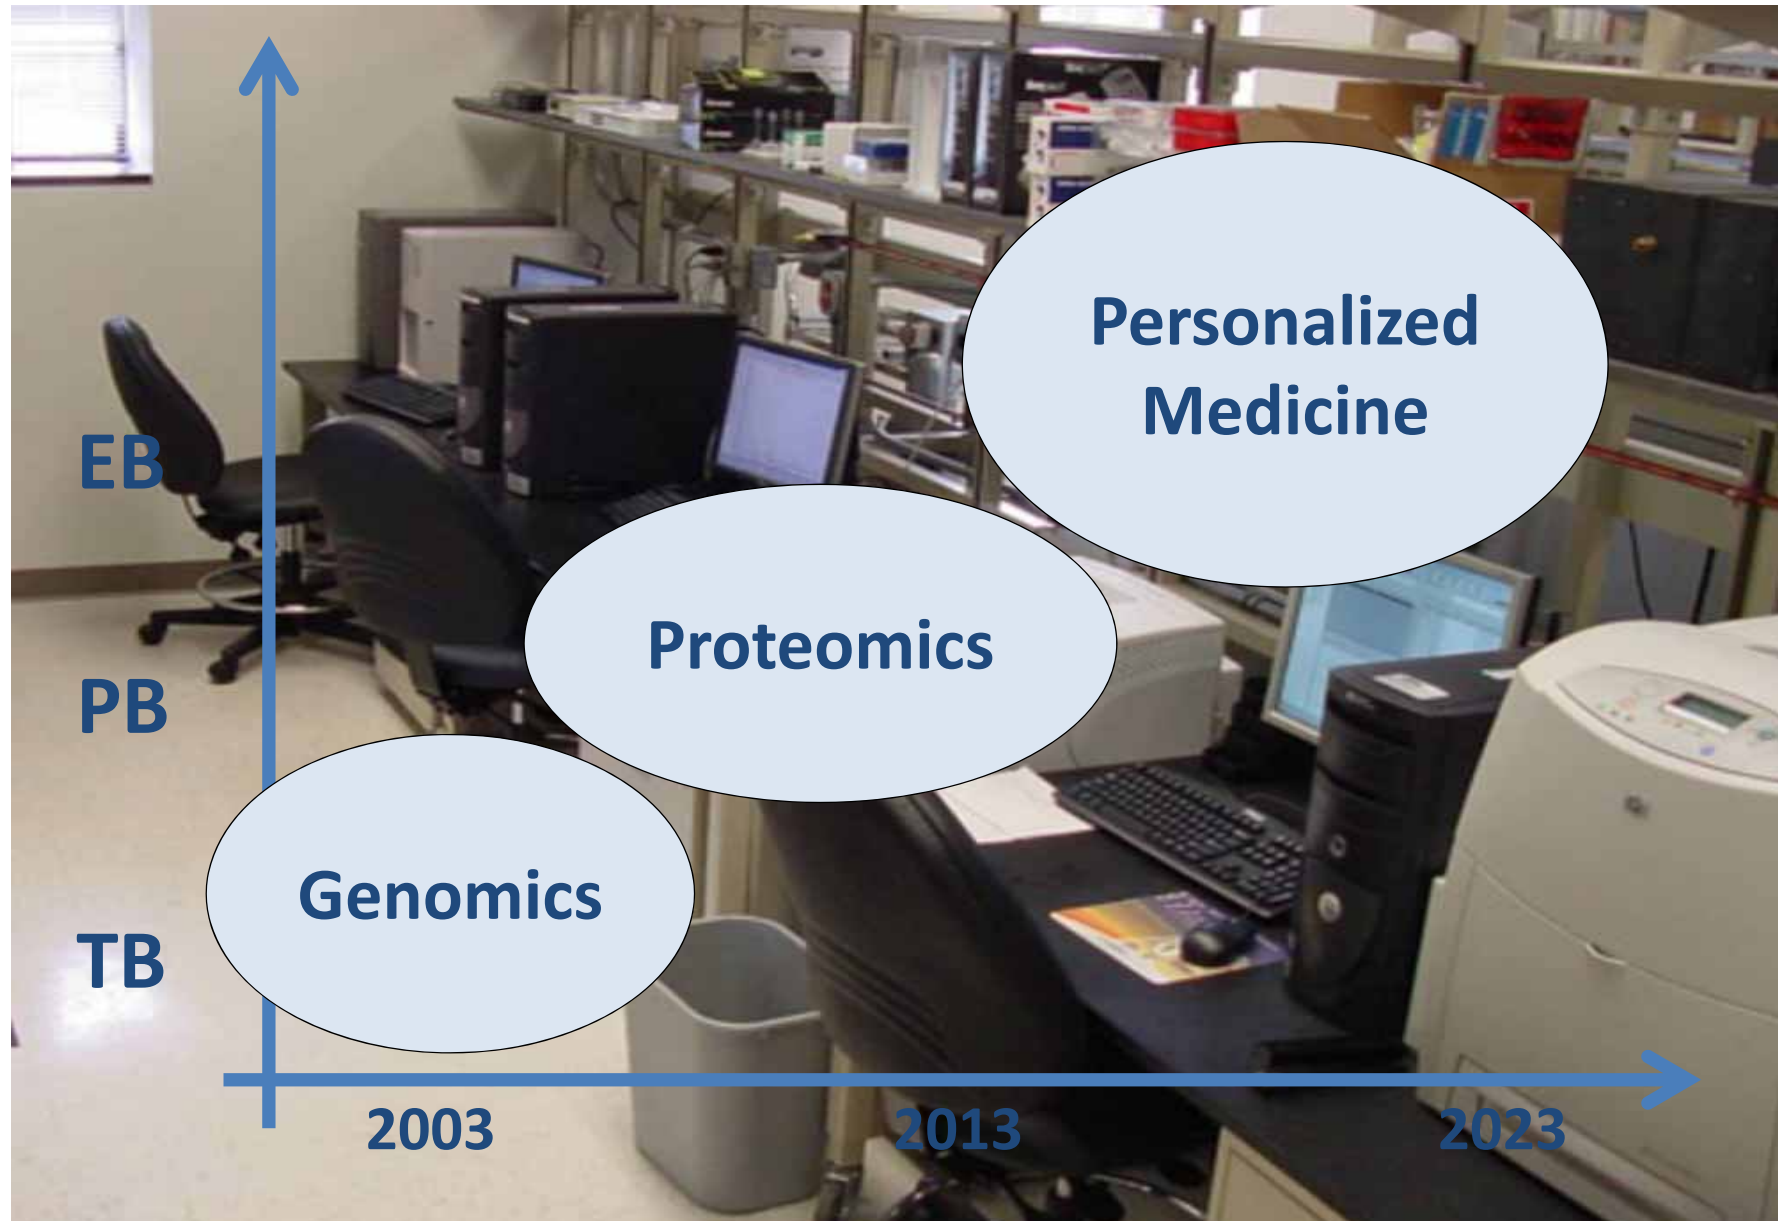 Personalized
Medicine
EB
Proteomics
PB
Genomics
TB
2003
2013
2023